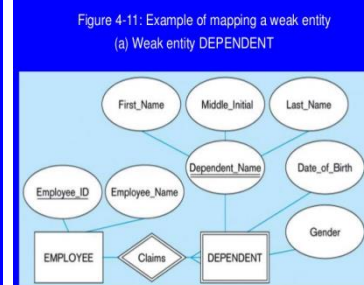 Figure 4-11: Example of mapping a weak entity
(a) Weak entity DEPENDENT
First_Name
Middle_Initial
Last_Name
Dependent_Name
Date_of_Birth
Employee_ID
Employee_Name
Gender
EMPLOYEE
Claims
DEPENDENT